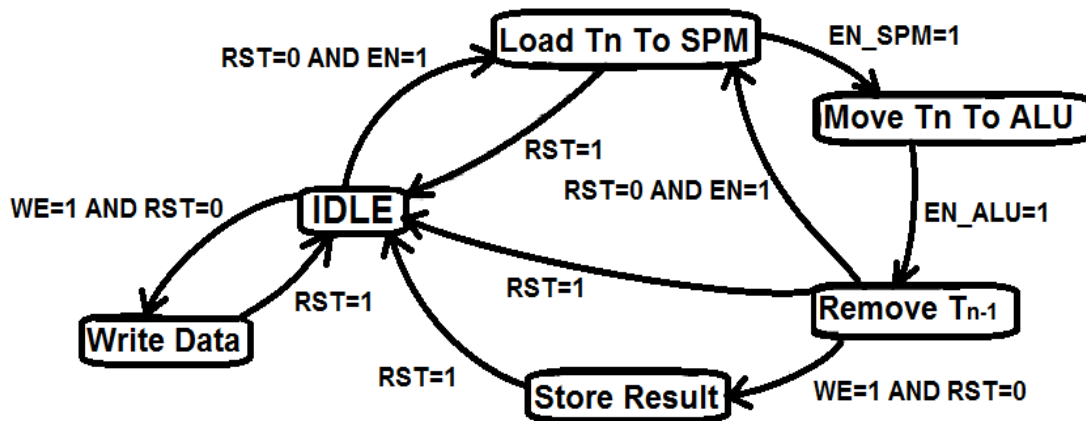 Load Tn To SPM
EN_SPM=1
RST=0 AND EN=1
Move Tn To ALU
RST=1
RST=0 AND EN=1
IDLE
WE=1 AND RST=0
EN_ALU=1
RST=1
RST=1
Remove Tn-1
Write Data
RST=1
Store Result
WE=1 AND RST=0